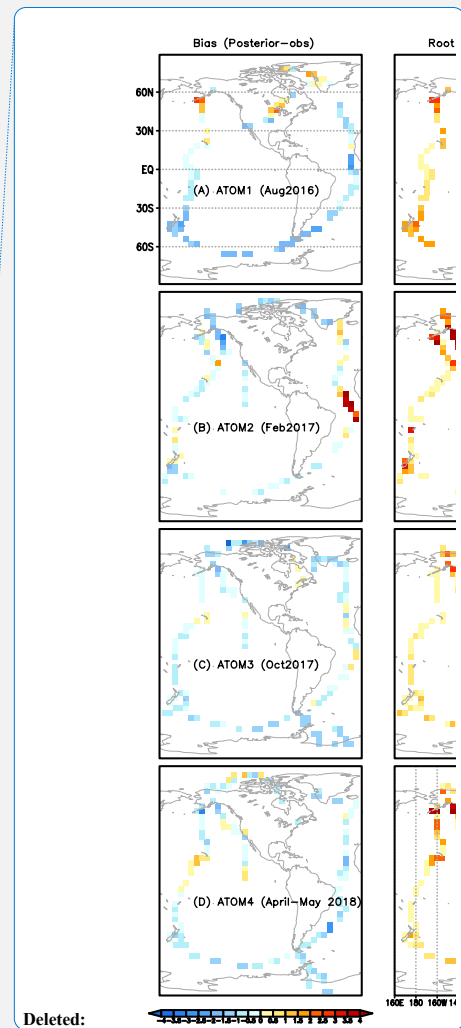 Bias (Posterior-obs)
Root
60N
30N
EQ
30S
60S
(A) ATOM1 (Aug2016)
(B) ATOM2 (Feb2017)
(C) ATOM3 (Oct2017)
(D) ATOM4 (April-May 2018)
160E 180 160W
Deleted: